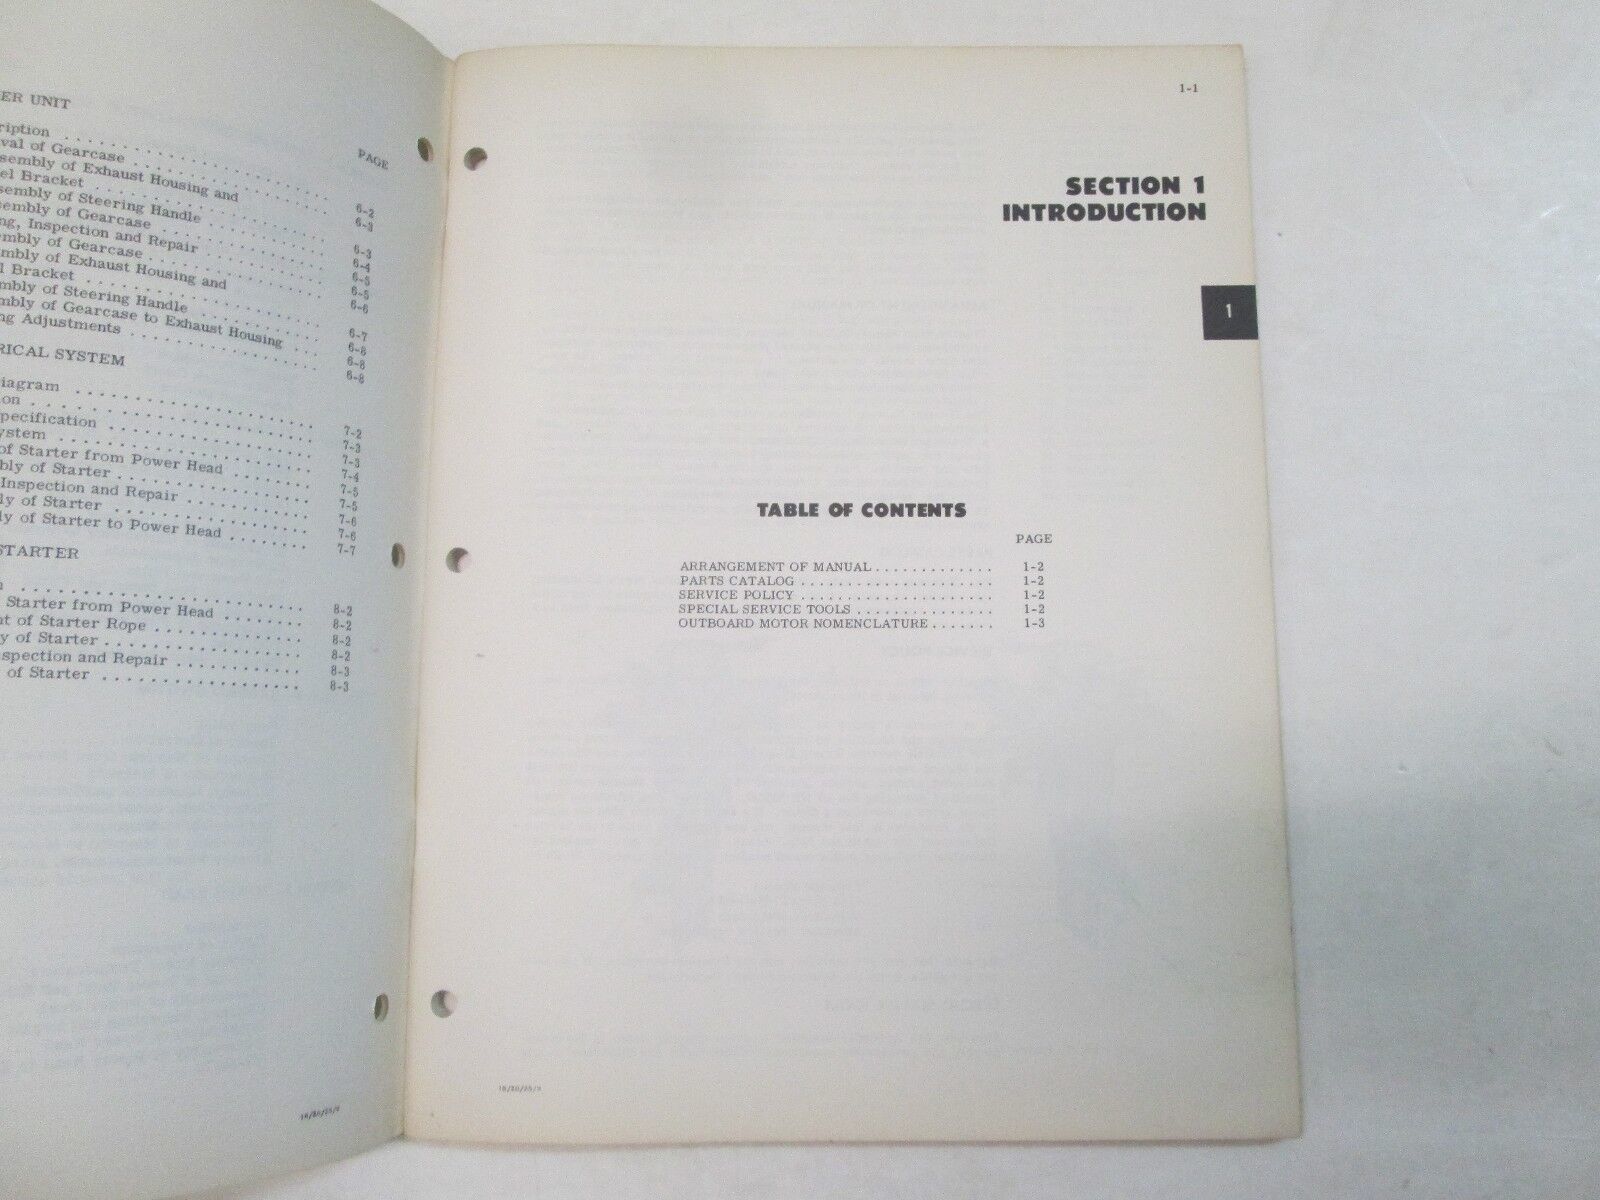 ER UNIT
PAGE
ription . . . . . . . . . . . . . . . . . . . . . . 6-2
val of Gearcase . . . . . . . . . . . . . . . . 6-3
sembly of Exhaust Housing and
el Bracket . . . . . . . . . . . . . . . . . . . 6-3
sembly of Steering Handle . . . . . . . . . . 6-4
sembly of Gearcase . . . . . . . . . . . . . 6-5
ng, Inspection and Repair . . . . . . . . . 6-5
embly of Gearcase . . . . . . . . . . . . . . 6-6
embly of Exhaust Housing and
l Bracket . . . . . . . . . . . . . . . . . . . . 6-7
mbly of Steering Handle . . . . . . . . . . 6-8
mbly of Gearcase to Exhaust Housing . . . 6-8
ng Adjustments . . . . . . . . . . . . . . . . 6-8
RICAL SYSTEM
iagram . . . . . . . . . . . . . . . . . . . . . 7-2
ion . . . . . . . . . . . . . . . . . . . . . . . . 7-3
pecification . . . . . . . . . . . . . . . . . . 7-3
ystem . . . . . . . . . . . . . . . . . . . . . . 7-4
of Starter from Power Head . . . . . . . . 7-5
bly of Starter . . . . . . . . . . . . . . . . . 7-5
Inspection and Repair . . . . . . . . . . . 7-6
ly of Starter . . . . . . . . . . . . . . . . . . 7-6
ly of Starter to Power Head . . . . . . . . 7-7
STARTER
n . . . . . . . . . . . . . . . . . . . . . . . . . 8-2
Starter from Power Head . . . . . . . . . . 8-2
nt of Starter Rope . . . . . . . . . . . . . . 8-2
y of Starter . . . . . . . . . . . . . . . . . . . 8-2
spection and Repair . . . . . . . . . . . . . 8-3
of Starter . . . . . . . . . . . . . . . . . . . . 8-3
1-1
SECTION 1
INTRODUCTION
1
TABLE OF CONTENTS
PAGE
ARRANGEMENT OF MANUAL . . . . . . . . . . . . . 1-2
PARTS CATALOG . . . . . . . . . . . . . . . . . . . . . 1-2
SERVICE POLICY . . . . . . . . . . . . . . . . . . . . . 1-2
SPECIAL SERVICE TOOLS . . . . . . . . . . . . . . . 1-2
OUTBOARD MOTOR NOMENCLATURE . . . . . . . 1-3